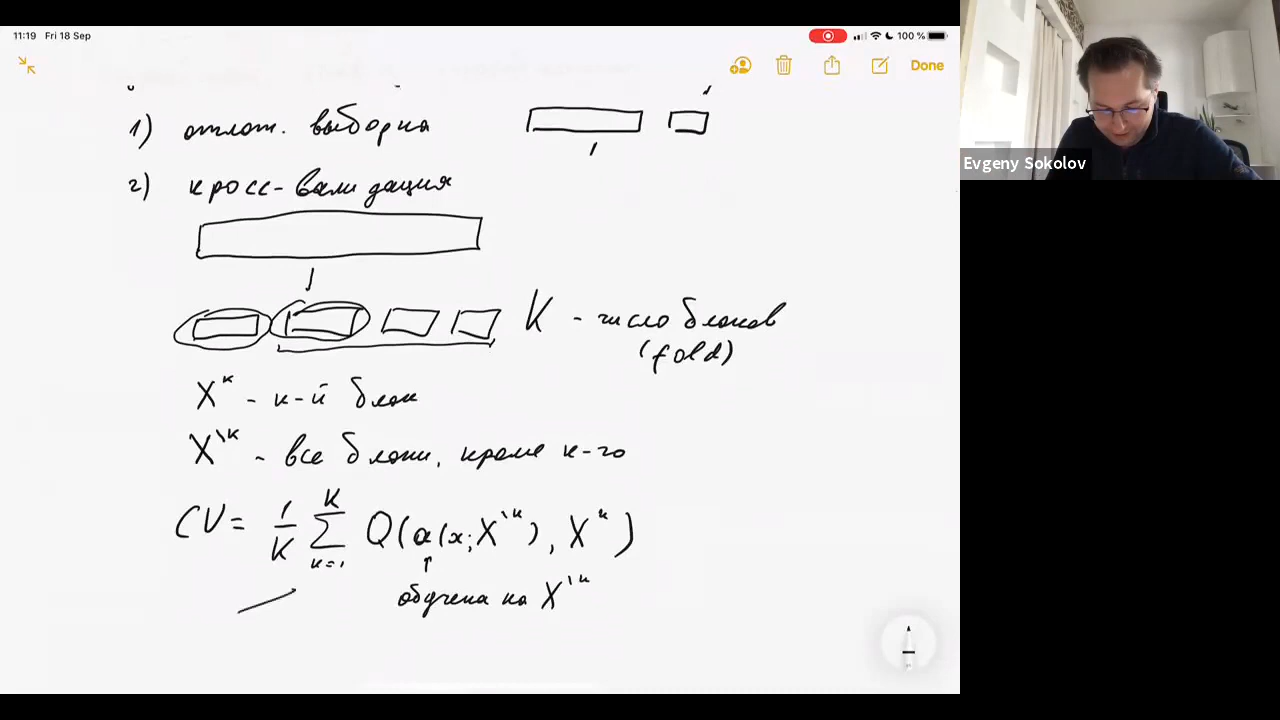 11:19 Fri 18 Sep
100 %
Done
1) отлож. выборка
2) кросс-валидация
K - число блоков
(fold)
X^k - k-й блок
X^\k - все блоки, кроме k-го
CV = 1/K ∑_{k=1}^{K} Q(a(x; X^\k), X^k)
обучена на X^\k
Evgeny Sokolov